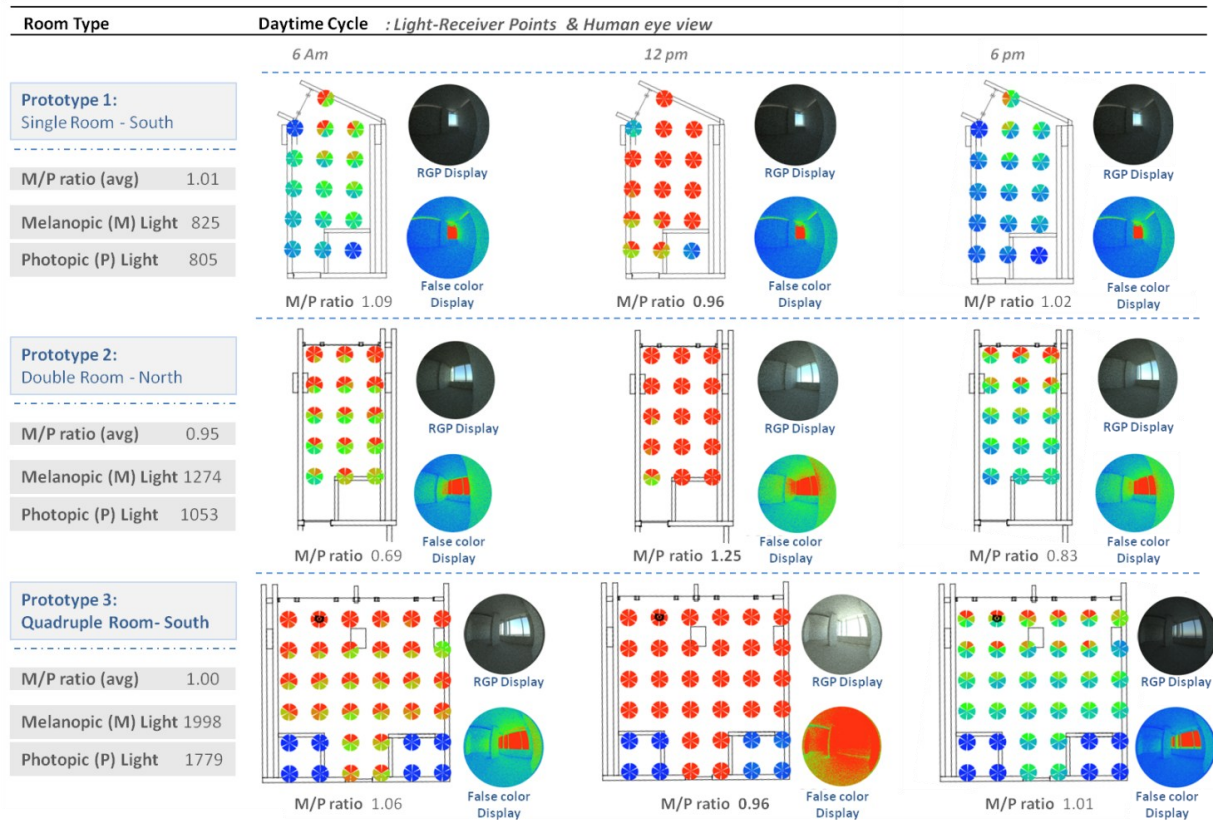 Room Type
Daytime Cycle : Light-Receiver Points & Human eye view
6 Am 12 pm 6 pm
Prototype 1:
Single Room - South
M/P ratio (avg) 1.01
Melanopic (M) Light 825
Photopic (P) Light 805
RGP Display
False color
Display
M/P ratio 1.09
RGP Display
False color
Display
M/P ratio 0.96
RGP Display
False color
Display
M/P ratio 1.02
Prototype 2:
Double Room - North
M/P ratio (avg) 0.95
Melanopic (M) Light 1274
Photopic (P) Light 1053
RGP Display
False color
Display
M/P ratio 0.69
RGP Display
False color
Display
M/P ratio 1.25
RGP Display
False color
Display
M/P ratio 0.83
Prototype 3:
Quadruple Room- South
M/P ratio (avg) 1.00
Melanopic (M) Light 1998
Photopic (P) Light 1779
RGP Display
False color
Display
M/P ratio 1.06
RGP Display
False color
Display
M/P ratio 0.96
RGP Display
False color
Display
M/P ratio 1.01